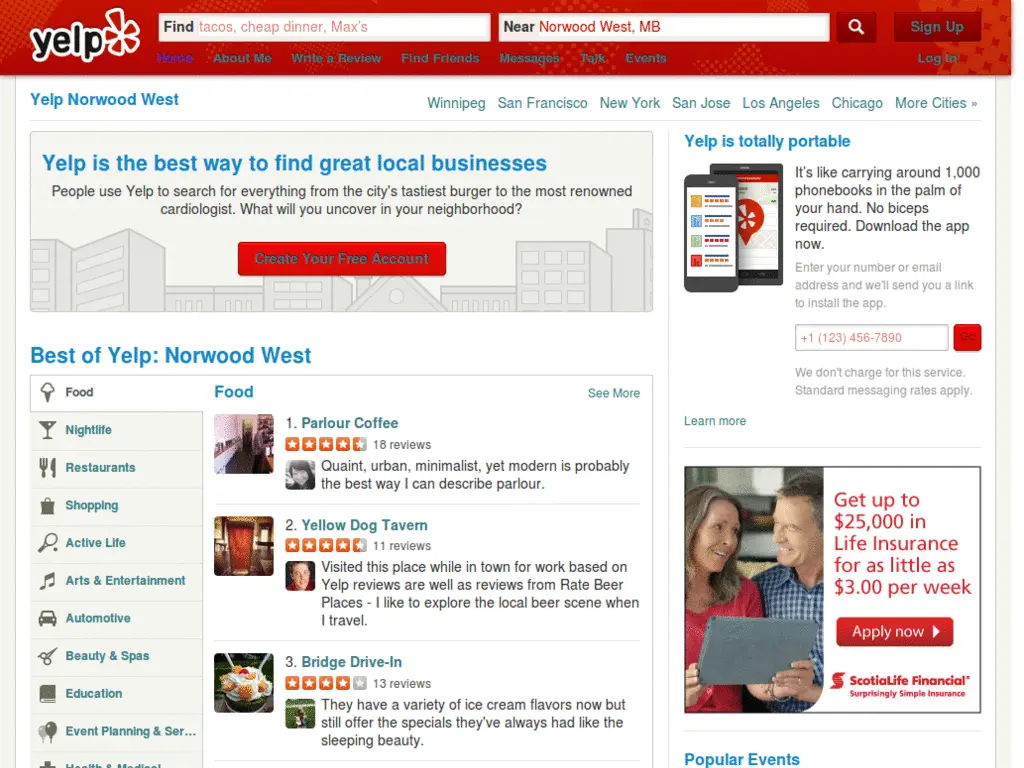 yelp
Find tacos, cheap dinner, Max's
Near Norwood West, MB
Sign Up
Home About Me Write a Review Find Friends Messages Talk Events
Log In
Yelp Norwood West
Winnipeg San Francisco New York San Jose Los Angeles Chicago More Cities »
Yelp is the best way to find great local businesses
People use Yelp to search for everything from the city's tastiest burger to the most renowned
cardiologist. What will you uncover in your neighborhood?
Create Your Free Account
Best of Yelp: Norwood West
Food
Nightlife
Restaurants
Shopping
Active Life
Arts & Entertainment
Automotive
Beauty & Spas
Education
Event Planning & Ser...
Health & Medical
Food
See More
1. Parlour Coffee
18 reviews
Quaint, urban, minimalist, yet modern is probably
the best way I can describe parlour.
2. Yellow Dog Tavern
11 reviews
Visited this place while in town for work based on
Yelp reviews are well as reviews from Rate Beer
Places - I like to explore the local beer scene when
I travel.
3. Bridge Drive-In
13 reviews
They have a variety of ice cream flavors now but
still offer the specials they've always had like the
sleeping beauty.
Yelp is totally portable
It's like carrying around 1,000
phonebooks in the palm of
your hand. No biceps
required. Download the app
now.
Enter your number or email
address and we'll send you a link
to install the app.
+1 (123) 456-7890
Go
We don't charge for this service.
Standard messaging rates apply.
Learn more
Get up to
$25,000 in
Life Insurance
for as little as
$3.00 per week
Apply now
ScotiaLife Financial*
Surprisingly Simple Insurance
Popular Events